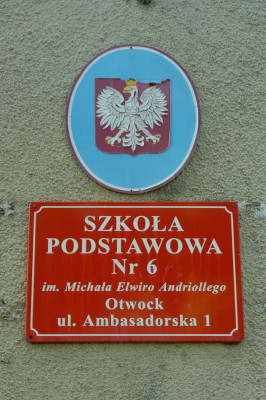 SZKOŁA
PODSTAWOWA
Nr 6
im. Michała Elwiro Andriollego
Otwock
ul. Ambasadorska 1